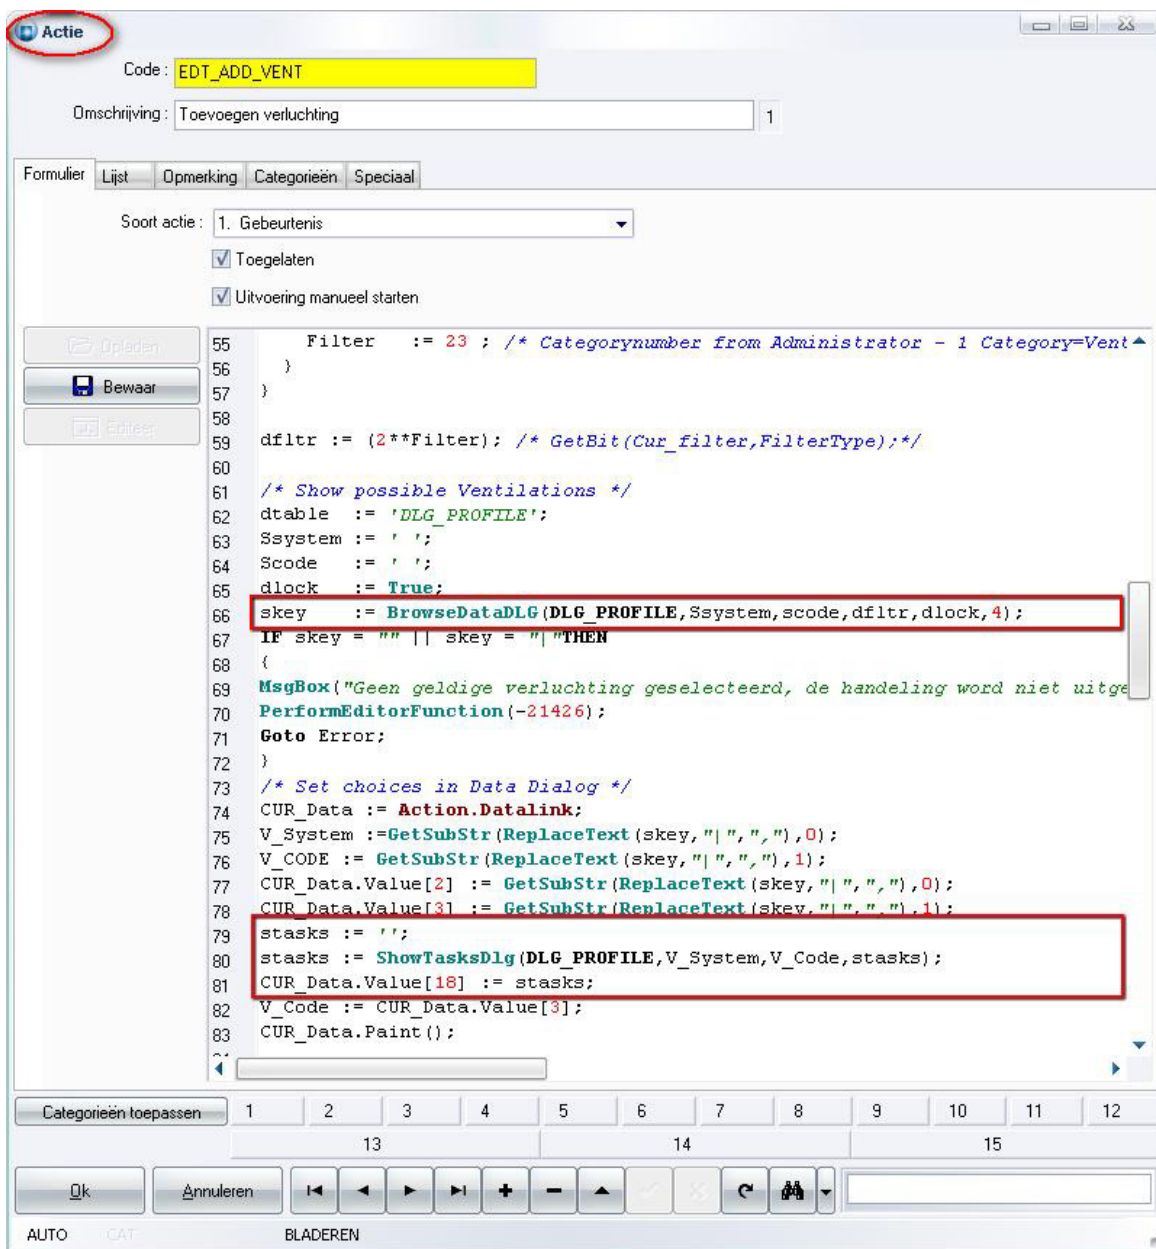 Actie
Code : EDT_ADD_VENT
Omschrijving : Toevoegen verluchting 1
Formulier Lijst Opmerking Categorieën Speciaal
Soort actie : 1. Gebeurtenis
Toegelaten
Uitvoering manueel starten
Opladen
Bewaar
Editeer
55 Filter := 23 ; /* Categorynumber from Administrator - 1 Category=Vent
56 }
57 }
58
59 dfltr := (2**Filter); /* GetBit(Cur_filter,FilterType);*/
60
61 /* Show possible Ventilations */
62 dtable := 'DLG_PROFILE';
63 Ssystem := ' ';
64 Scode := ' ';
65 dlock := True;
66 skey := BrowseDataDLG(DLG_PROFILE,Ssystem,scode,dfltr,dlock,4);
67 IF skey = "" || skey = "|"THEN
68 {
69 MsgBox("Geen geldige verluchting geselecteerd, de handeling word niet uitge
70 PerformEditorFunction(-21426);
71 Goto Error;
72 }
73 /* Set choices in Data Dialog */
74 CUR_Data := Action.Datalink;
75 V_System :=GetSubStr(ReplaceText(skey,"|",","),0);
76 V_CODE := GetSubStr(ReplaceText(skey,"|",","),1);
77 CUR_Data.Value[2] := GetSubStr(ReplaceText(skey,"|",","),0);
78 CUR_Data.Value[3] := GetSubStr(ReplaceText(skey,"|",","),1);
79 stasks := '';
80 stasks := ShowTasksDlg(DLG_PROFILE,V_System,V_Code,stasks);
81 CUR_Data.Value[18] := stasks;
82 V_Code := CUR_Data.Value[3];
83 CUR_Data.Paint();
Categorieën toepassen 1 2 3 4 5 6 7 8 9 10 11 12
13 14 15
Ok Annuleren
AUTO CAT BLADEREN